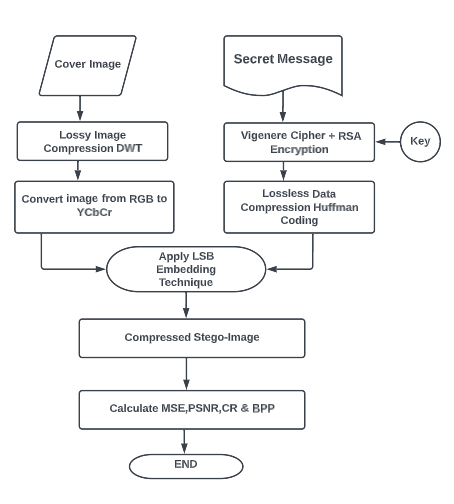 Cover Image
Secret Message
Lossy Image
Compression DWT
Vigenere Cipher + RSA
Encryption
Key
Convert image from RGB to
YCbCr
Lossless Data
Compression Huffman
Coding
Apply LSB
Embedding
Technique
Compressed Stego-Image
Calculate MSE,PSNR,CR & BPP
END